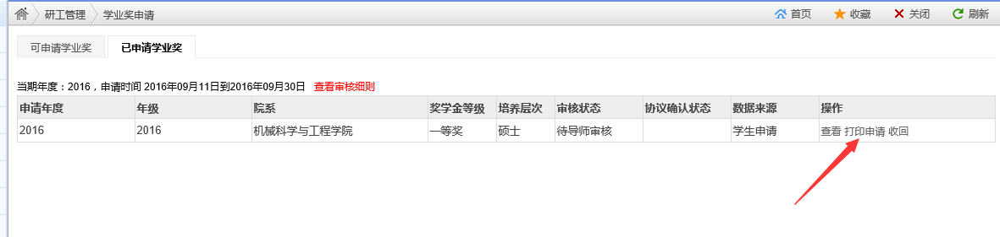 研工管理 学业奖申请 首页 收藏 关闭 刷新
可申请学业奖 已申请学业奖
当期年度：2016，申请时间 2016年09月11日到2016年09月30日 查看审核细则
申请年度 年级 院系 奖学金等级 培养层次 审核状态 协议确认状态 数据来源 操作
2016 2016 机械科学与工程学院 一等奖 硕士 待导师审核 学生申请 查看 打印申请 收回